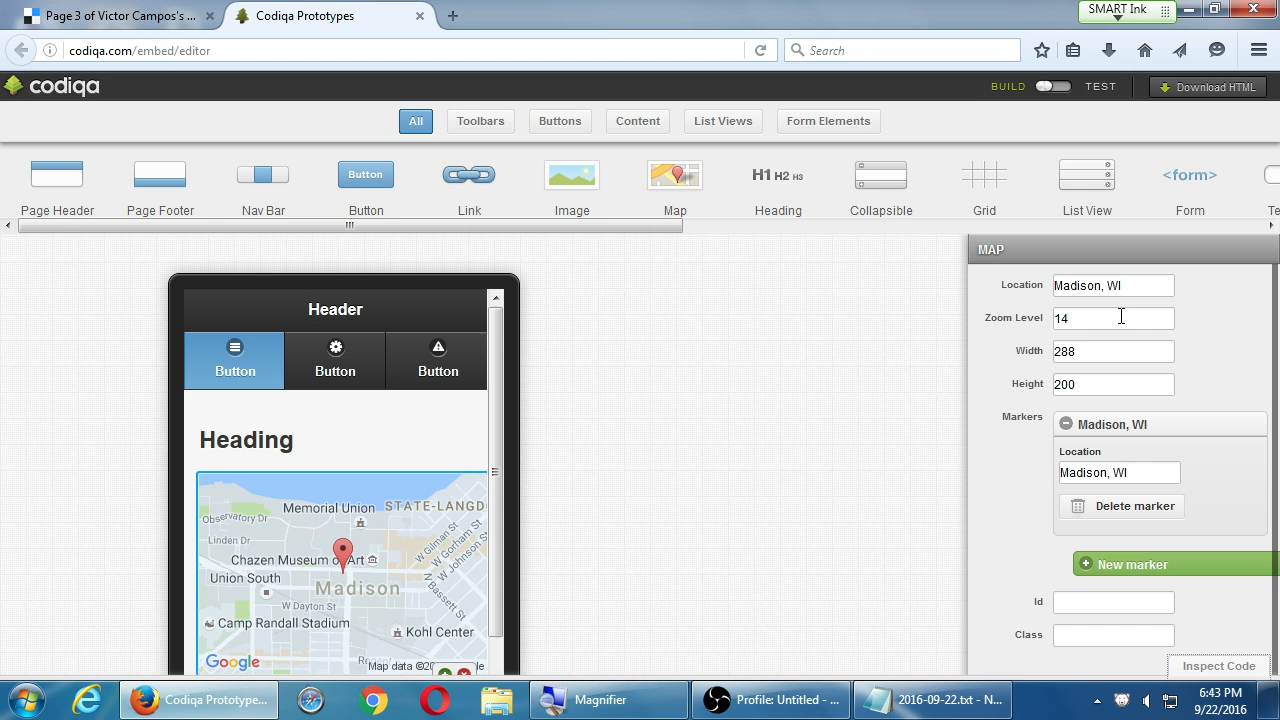 Page 3 of Victor Campos's ...
Codiqa Prototypes
SMART Ink
codiqa.com/embed/editor
Search
codiqa
BUILD
TEST
Download HTML
All
Toolbars
Buttons
Content
List Views
Form Elements
Button
H1 H2 H3
<form>
Page Header
Page Footer
Nav Bar
Button
Link
Image
Map
Heading
Collapsible
Grid
List View
Form
Te
MAP
Location
Madison, WI
Zoom Level
14
Width
288
Height
200
Markers
Madison, WI
Location
Madison, WI
Delete marker
New marker
Id
Class
Inspect Code
Header
Button
Button
Button
Heading
Memorial Union
STATE-LANGD
Observatory Dr
Linden Dr
W Gilman St
W Gorham St
W Johnson St
Chazen Museum of Art
Union South
Madison
N Bassett St
W Dayton St
Camp Randall Stadium
Kohl Center
Google
Map data ©20
Codiqa Prototype...
Magnifier
Profile: Untitled - ...
2016-09-22.txt - N...
6:43 PM
9/22/2016